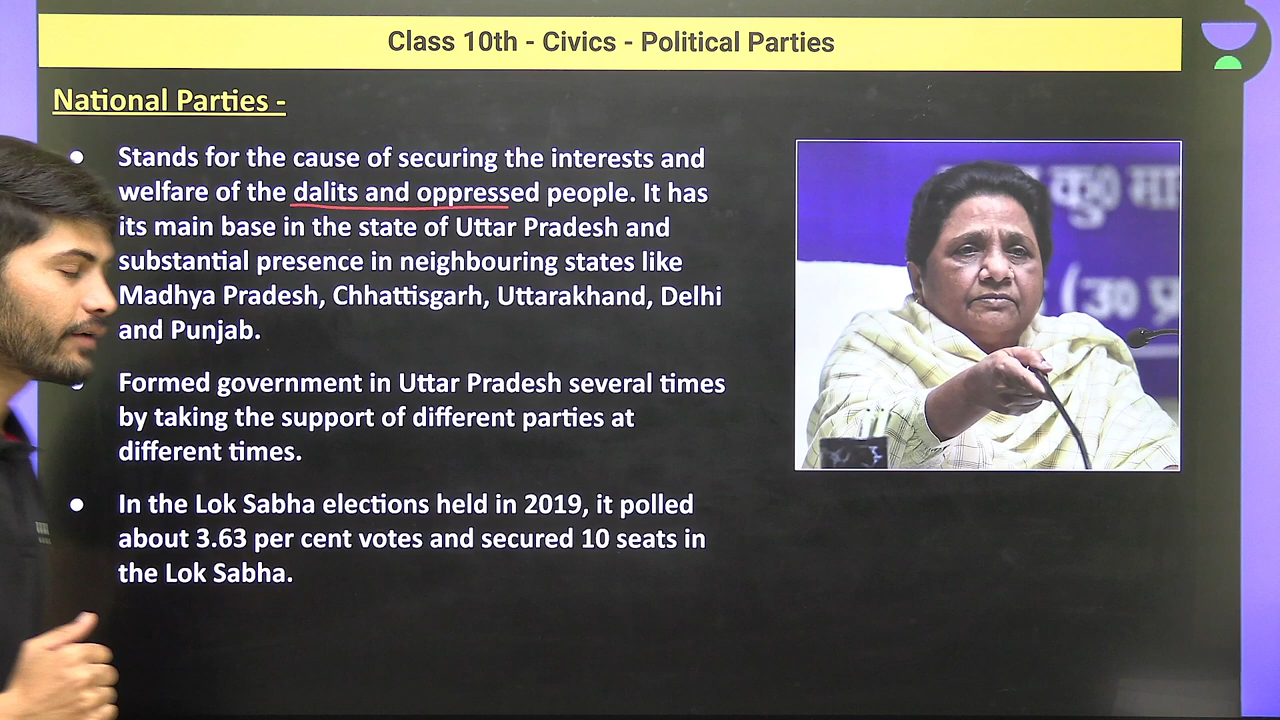 Class 10th - Civics - Political Parties
National Parties -
● Stands for the cause of securing the interests and
welfare of the dalits and oppressed people. It has
its main base in the state of Uttar Pradesh and
substantial presence in neighbouring states like
Madhya Pradesh, Chhattisgarh, Uttarakhand, Delhi
and Punjab.
● Formed government in Uttar Pradesh several times
by taking the support of different parties at
different times.
● In the Lok Sabha elections held in 2019, it polled
about 3.63 per cent votes and secured 10 seats in
the Lok Sabha.
कु0
(उ0